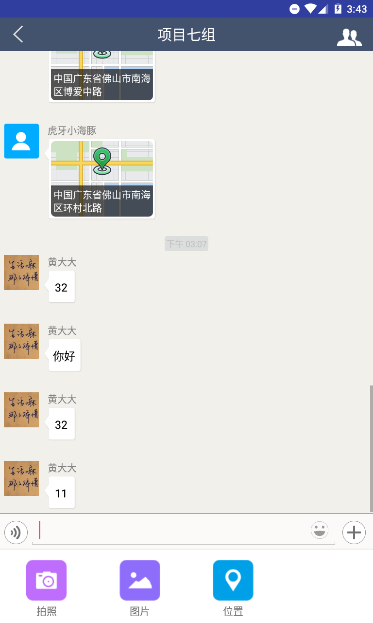 3:43
项目七组
中国广东省佛山市南海
区博爱中路
虎牙小海豚
中国广东省佛山市南海
区环村北路
下午 03:07
黄大大
32
黄大大
你好
黄大大
32
黄大大
11
拍照
图片
位置